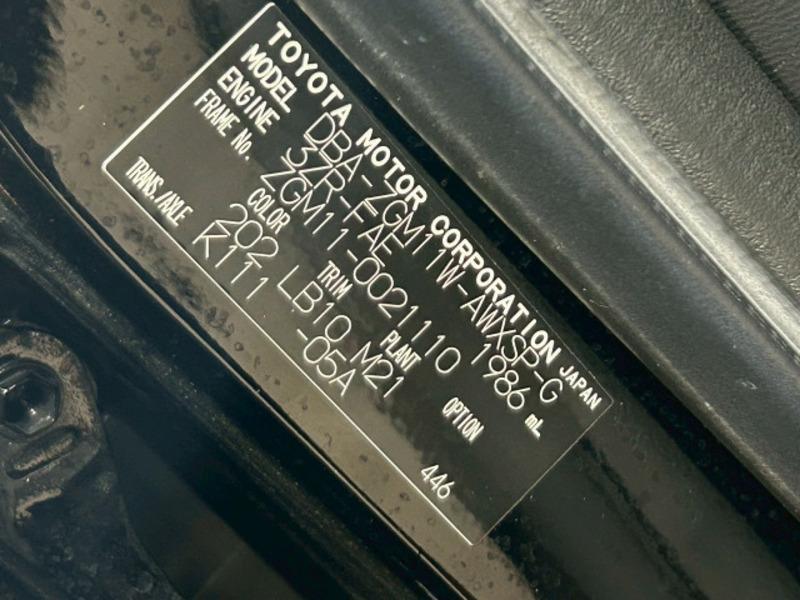 TOYOTA MOTOR CORPORATION JAPAN
MODEL DBA-ZGM11W-AWXSP-G
ENGINE 3ZR-FAE 1986 mL
FRAME No. ZGM11-0021110
COLOR TRIM PLANT OPTION
202 LB10 M21
TRANS./AXLE K111 -05A
446